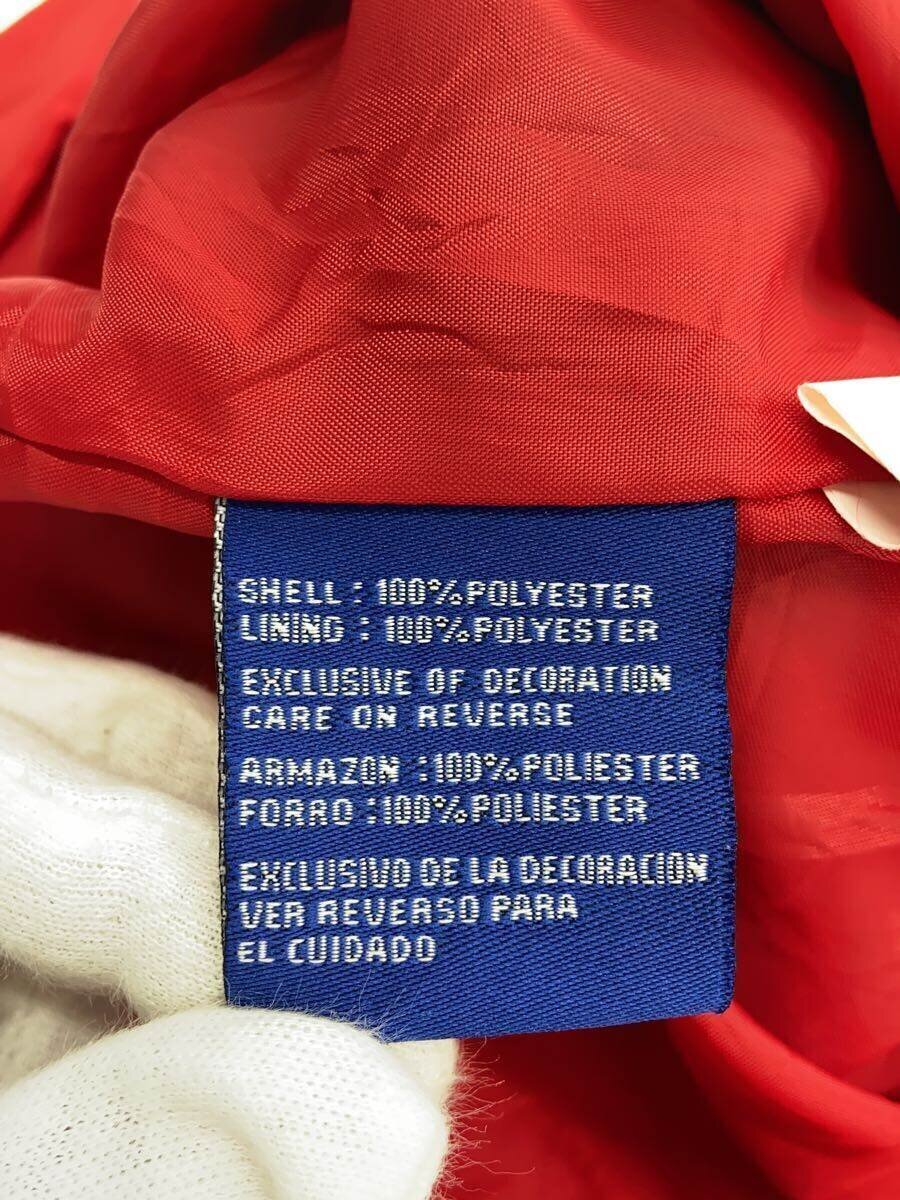 SHELL : 100% POLYESTER
LINING : 100% POLYESTER
EXCLUSIVE OF DECORATION
CARE ON REVERSE
ARMAZON : 100% POLIESTER
FORRO : 100% POLIESTER
EXCLUSIVO DE LA DECORACION
VER REVERSO PARA
EL CUIDADO